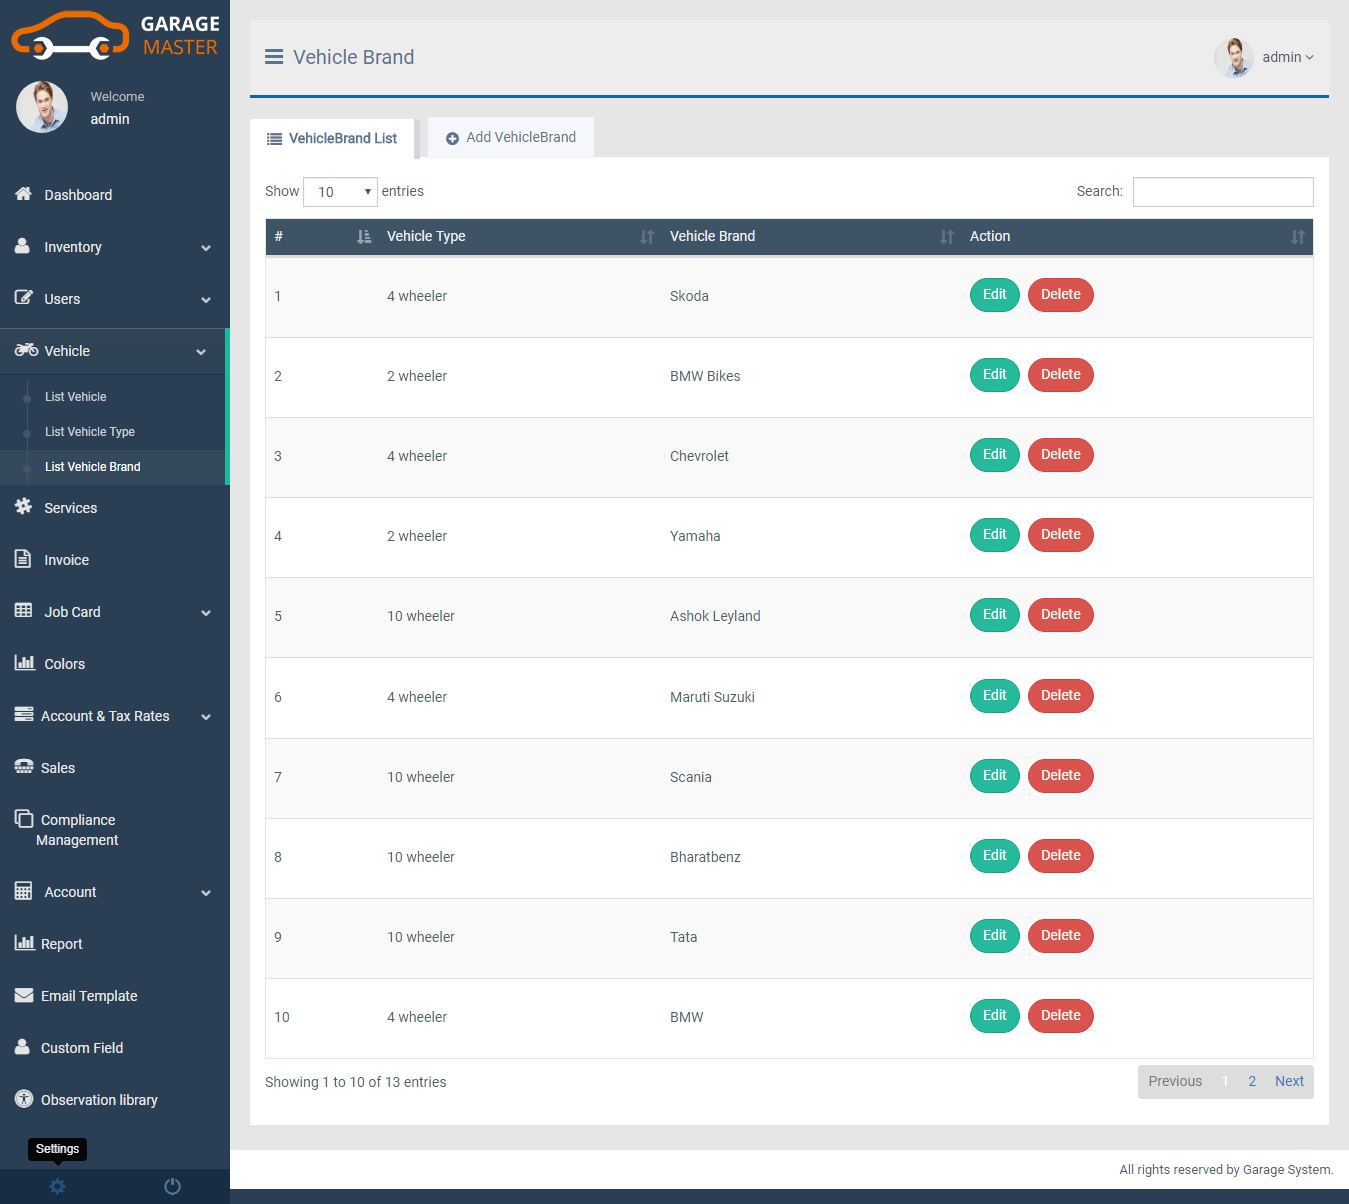 GARAGE
MASTER
Welcome
admin
Dashboard
Inventory
Users
Vehicle
List Vehicle
List Vehicle Type
List Vehicle Brand
Services
Invoice
Job Card
Colors
Account & Tax Rates
Sales
Compliance
Management
Account
Report
Email Template
Custom Field
Observation library
Settings
Vehicle Brand
admin
VehicleBrand List
Add VehicleBrand
Show 10 entries
Search:
# Vehicle Type Vehicle Brand Action
1 4 wheeler Skoda Edit Delete
2 2 wheeler BMW Bikes Edit Delete
3 4 wheeler Chevrolet Edit Delete
4 2 wheeler Yamaha Edit Delete
5 10 wheeler Ashok Leyland Edit Delete
6 4 wheeler Maruti Suzuki Edit Delete
7 10 wheeler Scania Edit Delete
8 10 wheeler Bharatbenz Edit Delete
9 10 wheeler Tata Edit Delete
10 4 wheeler BMW Edit Delete
Showing 1 to 10 of 13 entries
Previous 1 2 Next
All rights reserved by Garage System.